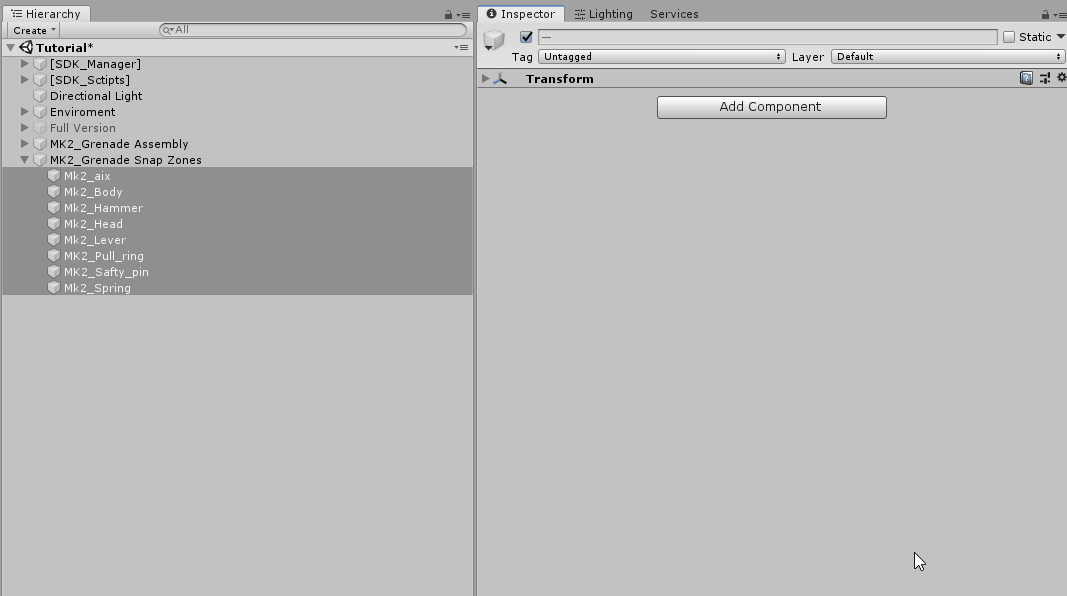 Hierarchy
Create
All
Tutorial*
[SDK_Manager]
[SDK_Sctipts]
Directional Light
Enviroment
Full Version
MK2_Grenade Assembly
MK2_Grenade Snap Zones
Mk2_aix
Mk2_Body
Mk2_Hammer
Mk2_Head
Mk2_Lever
MK2_Pull_ring
MK2_Safty_pin
Mk2_Spring
Inspector Lighting Services
— Static
Tag Untagged Layer Default
Transform
Add Component